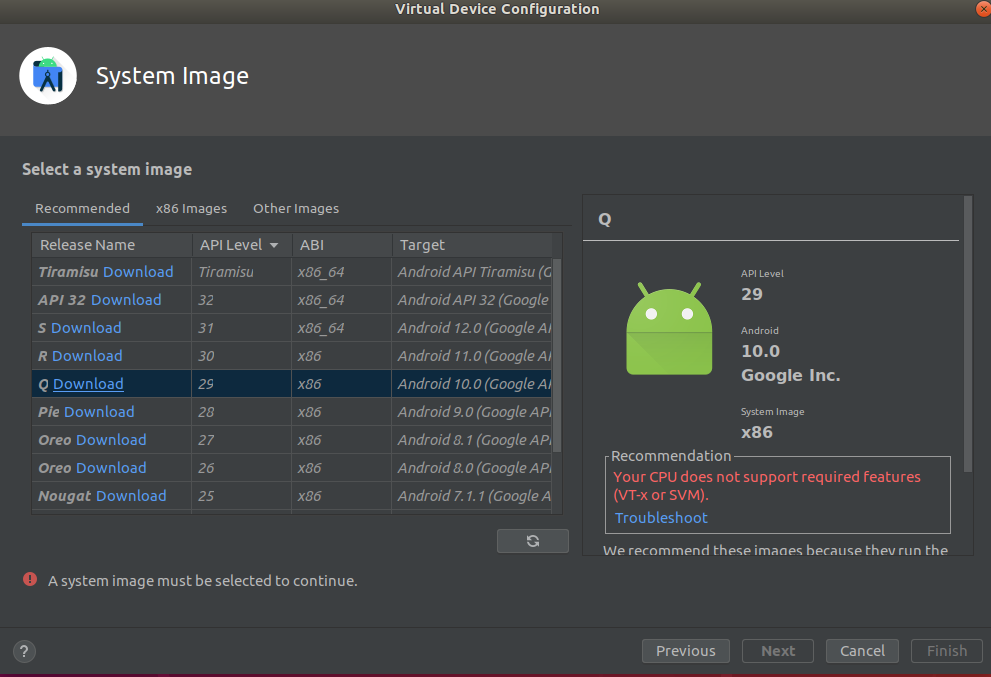 Virtual Device Configuration
System Image
Select a system image
Recommended x86 Images Other Images
Release Name API Level ABI Target
Tiramisu Download Tiramisu x86_64 Android API Tiramisu (G
API 32 Download 32 x86_64 Android API 32 (Google
S Download 31 x86_64 Android 12.0 (Google AI
R Download 30 x86 Android 11.0 (Google AI
Q Download 29 x86 Android 10.0 (Google AI
Pie Download 28 x86 Android 9.0 (Google API
Oreo Download 27 x86 Android 8.1 (Google API
Oreo Download 26 x86 Android 8.0 (Google API
Nougat Download 25 x86 Android 7.1.1 (Google A
Q
API Level
29
Android
10.0
Google Inc.
System Image
x86
Recommendation
Your CPU does not support required features
(VT-x or SVM).
Troubleshoot
We recommend these images because they run the
A system image must be selected to continue.
? Previous Next Cancel Finish